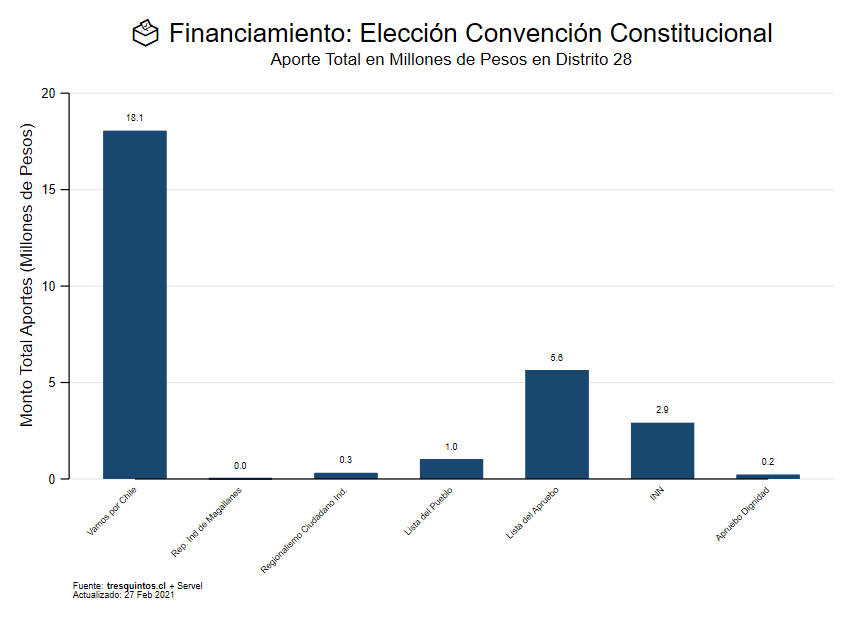 Financiamiento: Elección Convención Constitucional
Aporte Total en Millones de Pesos en Distrito 28
Monto Total Aportes (Millones de Pesos)
20
15
10
5
0
18.1
0.0
0.3
1.0
5.6
2.9
0.2
Vamos por Chile
Rep. Ind de Magallanes
Regionalismo Ciudadano Ind.
Lista del Pueblo
Lista del Apruebo
INN
Apruebo Dignidad
Fuente: tresquintos.cl + Servel
Actualizado: 27 Feb 2021